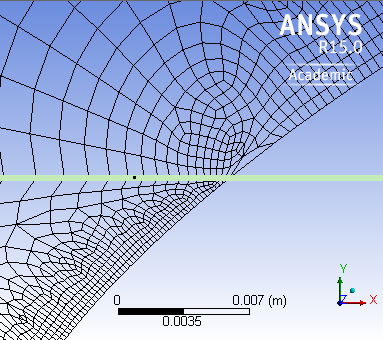 ANSYS
R15.0
Academic
Y
Z
X
0
0.007 (m)
0.0035